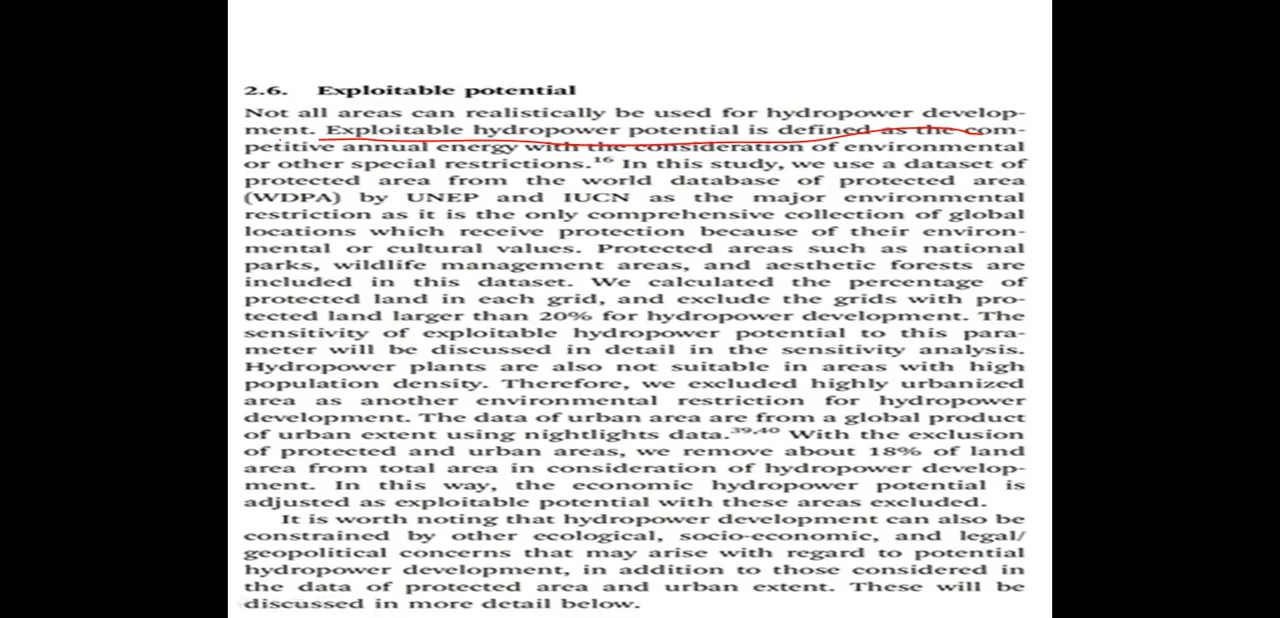 2.6. Exploitable potential
Not all areas can realistically be used for hydropower develop-
ment. Exploitable hydropower potential is defined as the com-
petitive annual energy with the consideration of environmental
or other special restrictions.16 In this study, we use a dataset of
protected area from the world database of protected area
(WDPA) by UNEP and IUCN as the major environmental
restriction as it is the only comprehensive collection of global
locations which receive protection because of their environ-
mental or cultural values. Protected areas such as national
parks, wildlife management areas, and aesthetic forests are
included in this dataset. We calculated the percentage of
protected land in each grid, and exclude the grids with pro-
tected land larger than 20% for hydropower development. The
sensitivity of exploitable hydropower potential to this para-
meter will be discussed in detail in the sensitivity analysis.
Hydropower plants are also not suitable in areas with high
population density. Therefore, we excluded highly urbanized
area as another environmental restriction for hydropower
development. The data of urban area are from a global product
of urban extent using nightlights data.39,40 With the exclusion
of protected and urban areas, we remove about 18% of land
area from total area in consideration of hydropower develop-
ment. In this way, the economic hydropower potential is
adjusted as exploitable potential with these areas excluded.
It is worth noting that hydropower development can also be
constrained by other ecological, socio-economic, and legal/
geopolitical concerns that may arise with regard to potential
hydropower development, in addition to those considered in
the data of protected area and urban extent. These will be
discussed in more detail below.